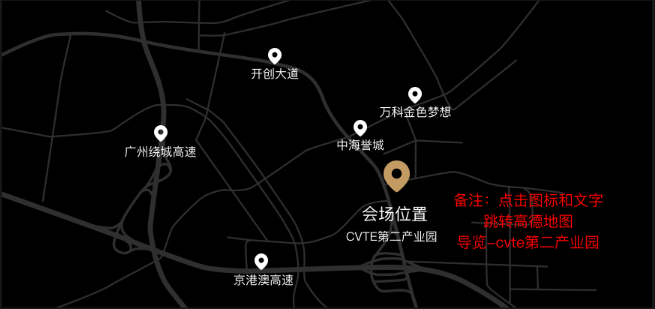 开创大道
万科金色梦想
中海誉城
广州绕城高速
会场位置
CVTE第二产业园
备注：点击图标和文字
跳转高德地图
导览-cvte第二产业园
京港澳高速